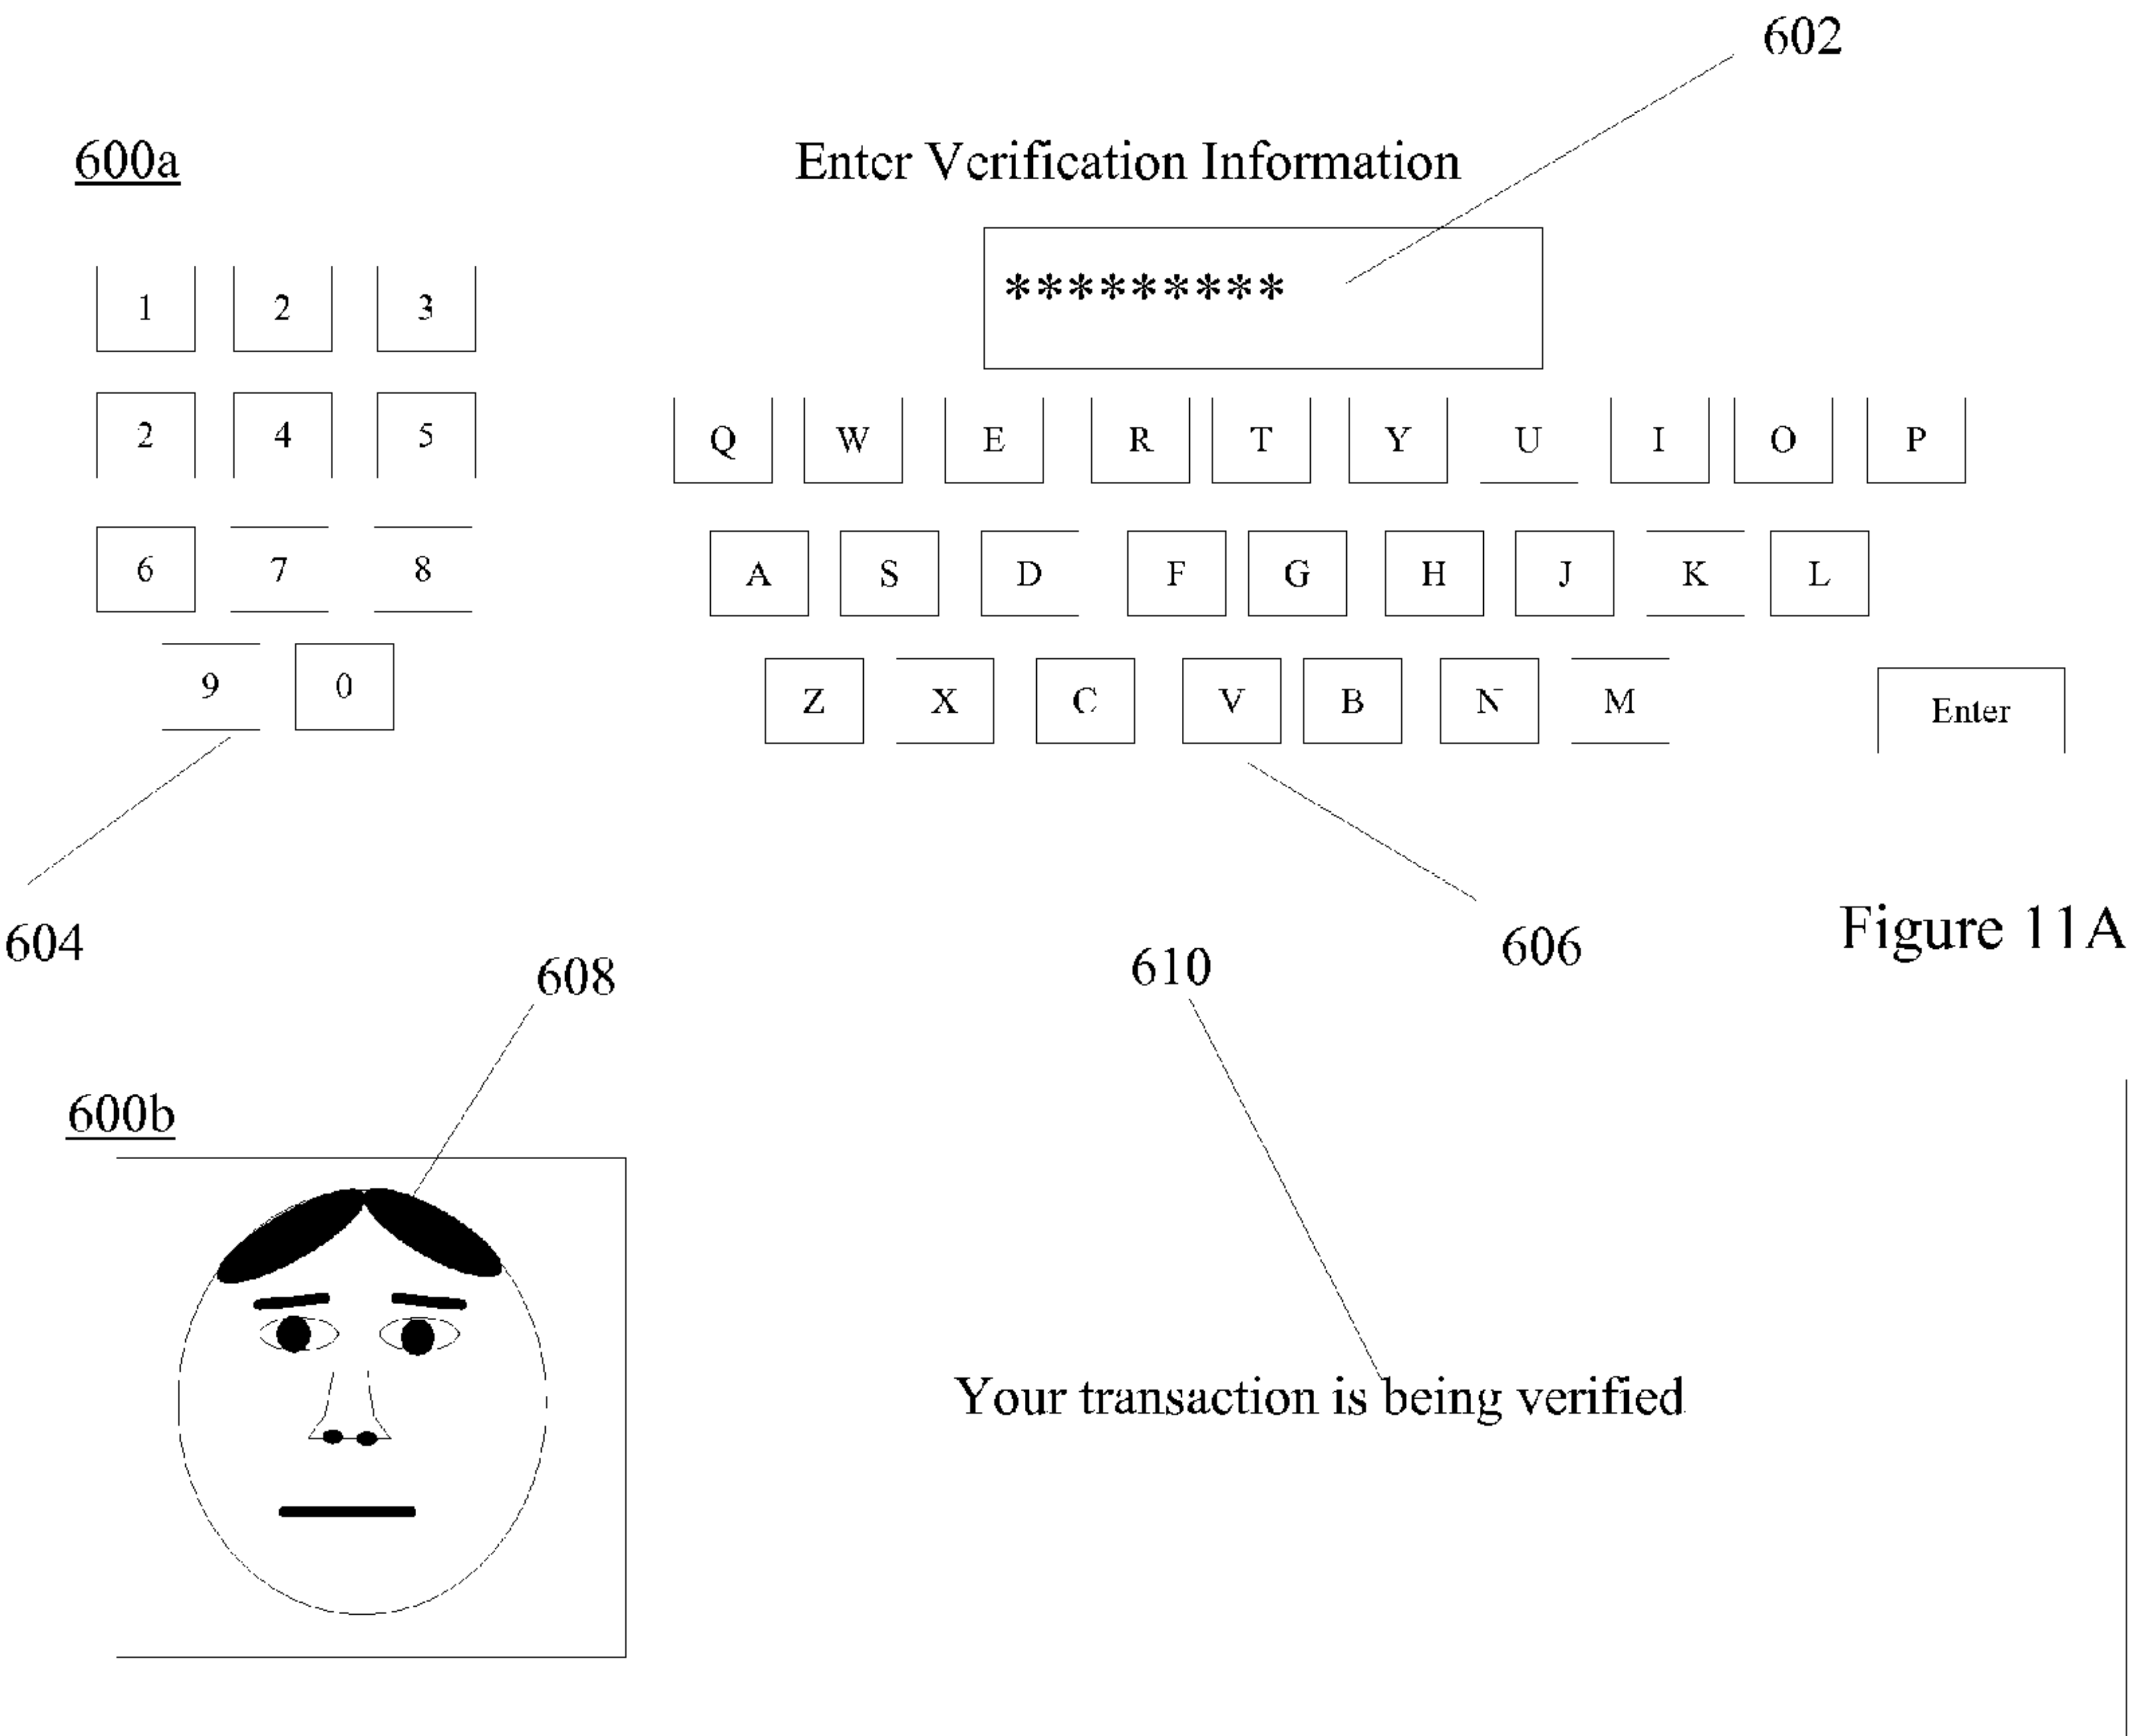 602
600a
Enter Verification Information
*********
1 2 3
2 4 5
6 7 8
9 0
Q W E R T Y U I O P
A S D F G H J K L
Z X C V B N M
Enter
604
606
Figure 11A
608
610
600b
Your transaction is being verified